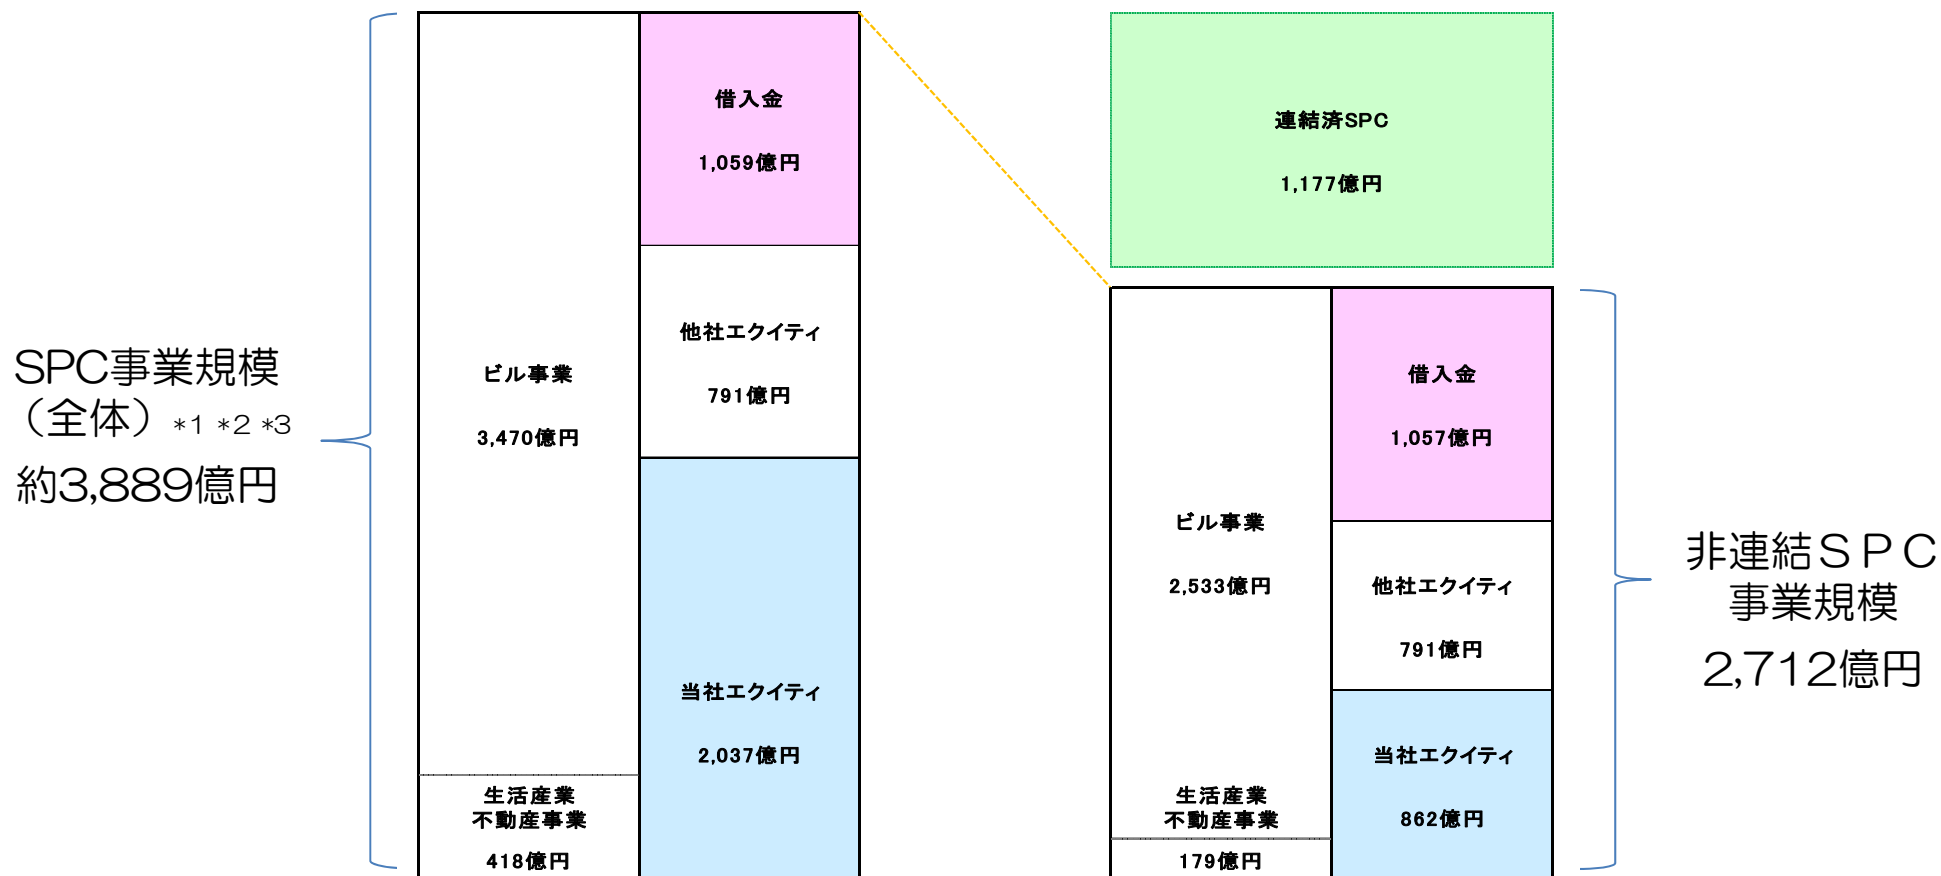 SPC事業規模
（全体）*1 *2 *3
約3,889億円
ビル事業
3,470億円
生活産業
不動産事業
418億円
借入金
1,059億円
他社エクイティ
791億円
当社エクイティ
2,037億円
連結済SPC
1,177億円
ビル事業
2,533億円
生活産業
不動産事業
179億円
借入金
1,057億円
他社エクイティ
791億円
当社エクイティ
862億円
非連結ＳＰＣ
事業規模
2,712億円